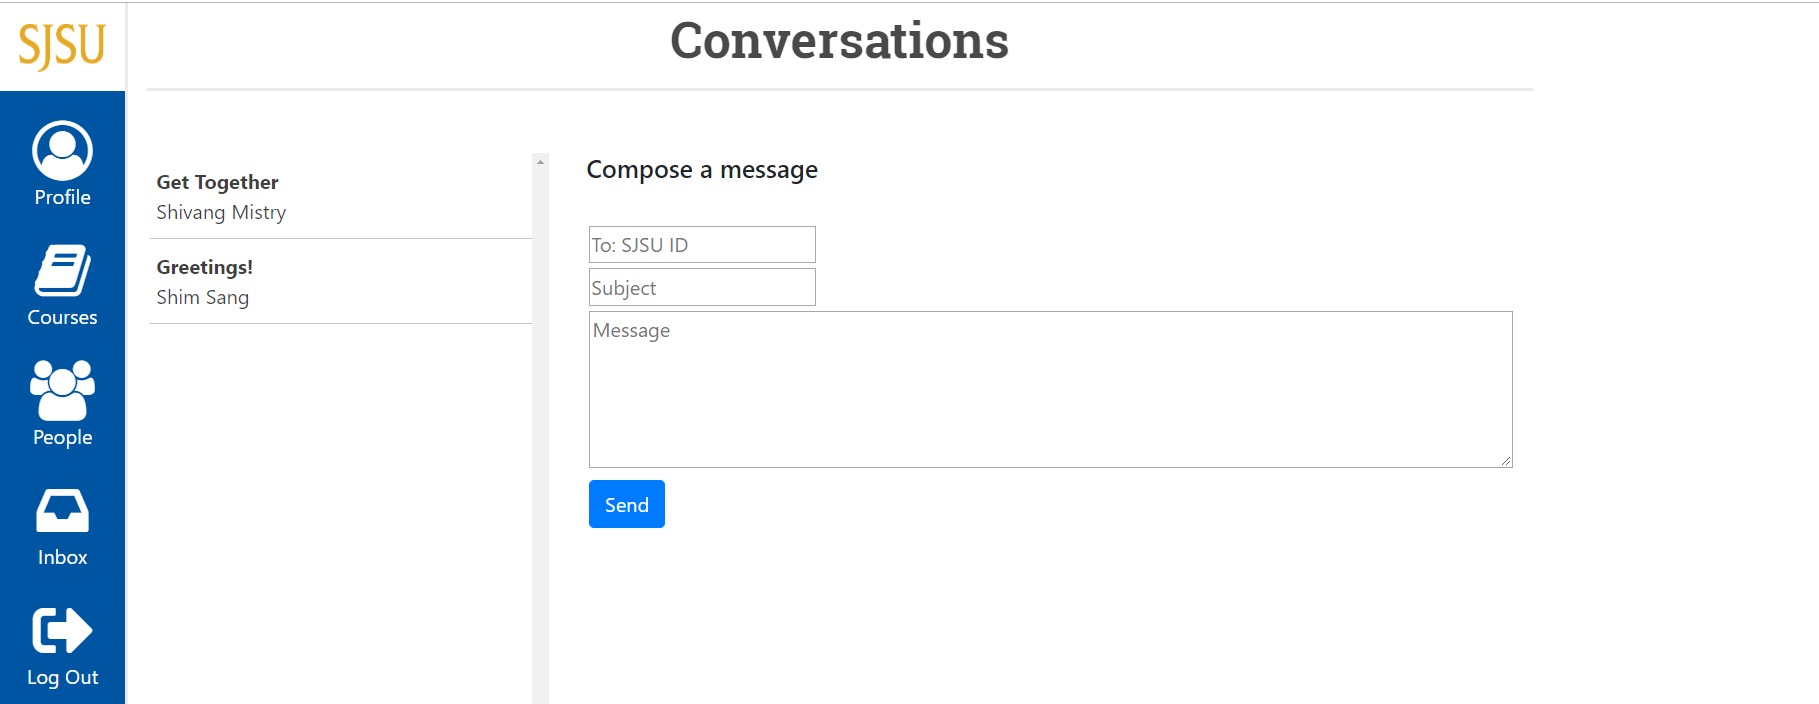 SJSU
Conversations
Profile
Courses
People
Inbox
Log Out
Get Together
Shivang Mistry
Greetings!
Shim Sang
Compose a message
To: SJSU ID
Subject
Message
Send